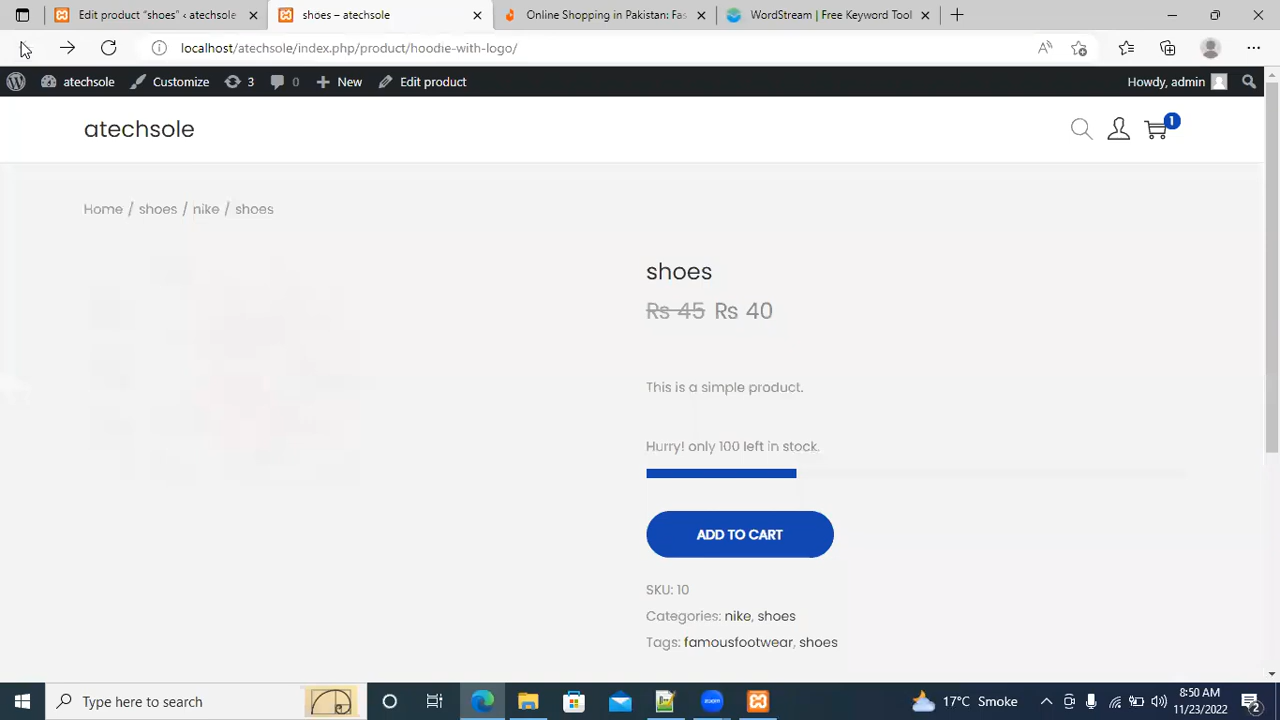 Edit product “shoes” ‹ atechsole
shoes – atechsole
Online Shopping in Pakistan: Fas
WordStream | Free Keyword Tool
localhost/atechsole/index.php/product/hoodie-with-logo/
atechsole
Customize
3
0
New
Edit product
Howdy, admin
atechsole
1
Home / shoes / nike / shoes
shoes
Rs 45 Rs 40
This is a simple product.
Hurry! only 100 left in stock.
ADD TO CART
SKU: 10
Categories: nike, shoes
Tags: famousfootwear, shoes
Type here to search
zoom
17°C Smoke
8:50 AM
11/23/2022
2